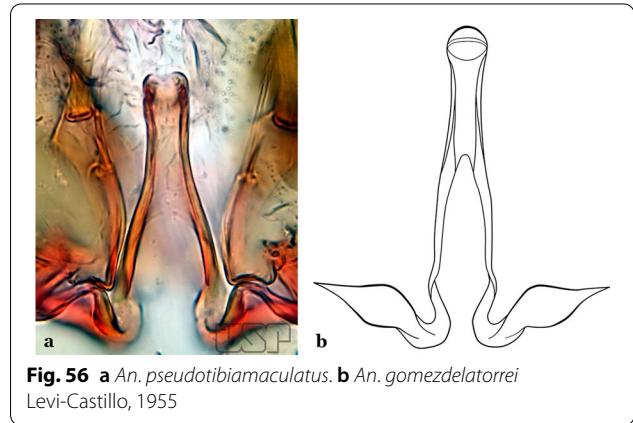 a
b
Fig. 56 a An. pseudotibiamaculatus. b An. gomezdelatorrei
Levi-Castillo, 1955